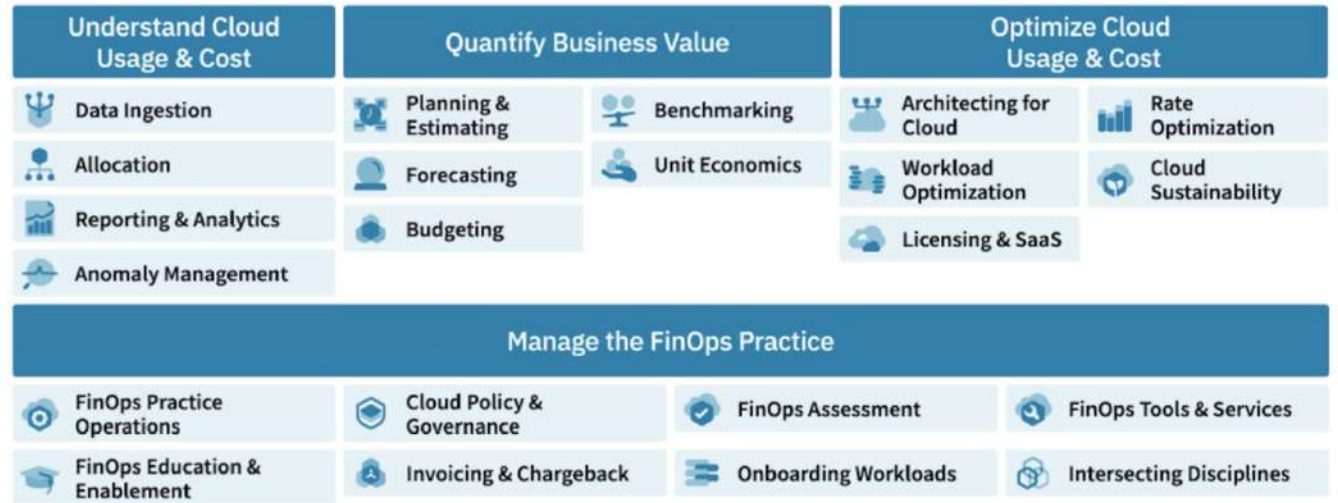 Understand Cloud
Usage & Cost
Data Ingestion
Allocation
Reporting & Analytics
Anomaly Management
Quantify Business Value
Planning &
Estimating
Forecasting
Budgeting
Benchmarking
Unit Economics
Optimize Cloud
Usage & Cost
Architecting for
Cloud
Workload
Optimization
Licensing & SaaS
Rate
Optimization
Cloud
Sustainability
Manage the FinOps Practice
FinOps Practice
Operations
Cloud Policy &
Governance
FinOps Assessment
FinOps Tools & Services
FinOps Education &
Enablement
Invoicing & Chargeback
Onboarding Workloads
Intersecting Disciplines